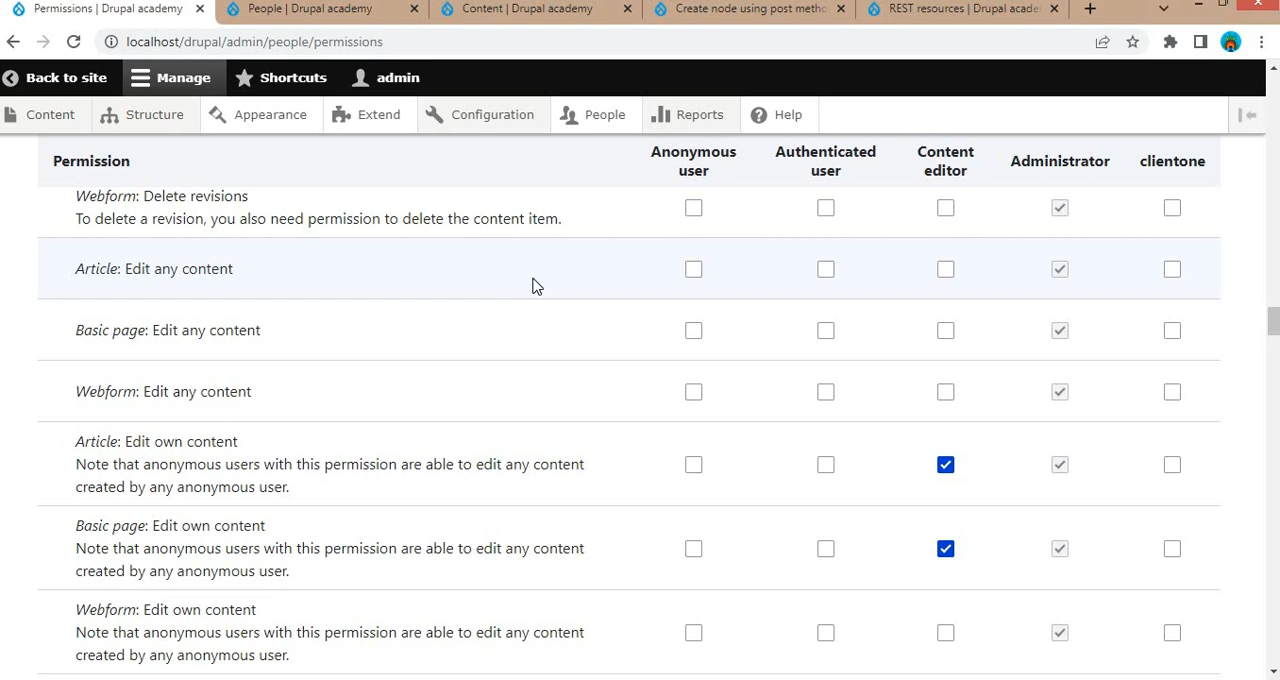 Permissions | Drupal academy
People | Drupal academy
Content | Drupal academy
Create node using post metho
REST resources | Drupal acade
localhost/drupal/admin/people/permissions
Back to site
Manage
Shortcuts
admin
Content
Structure
Appearance
Extend
Configuration
People
Reports
Help
Permission
Anonymous
user
Authenticated
user
Content
editor
Administrator
clientone
Webform: Delete revisions
To delete a revision, you also need permission to delete the content item.
Article: Edit any content
Basic page: Edit any content
Webform: Edit any content
Article: Edit own content
Note that anonymous users with this permission are able to edit any content
created by any anonymous user.
Basic page: Edit own content
Note that anonymous users with this permission are able to edit any content
created by any anonymous user.
Webform: Edit own content
Note that anonymous users with this permission are able to edit any content
created by any anonymous user.